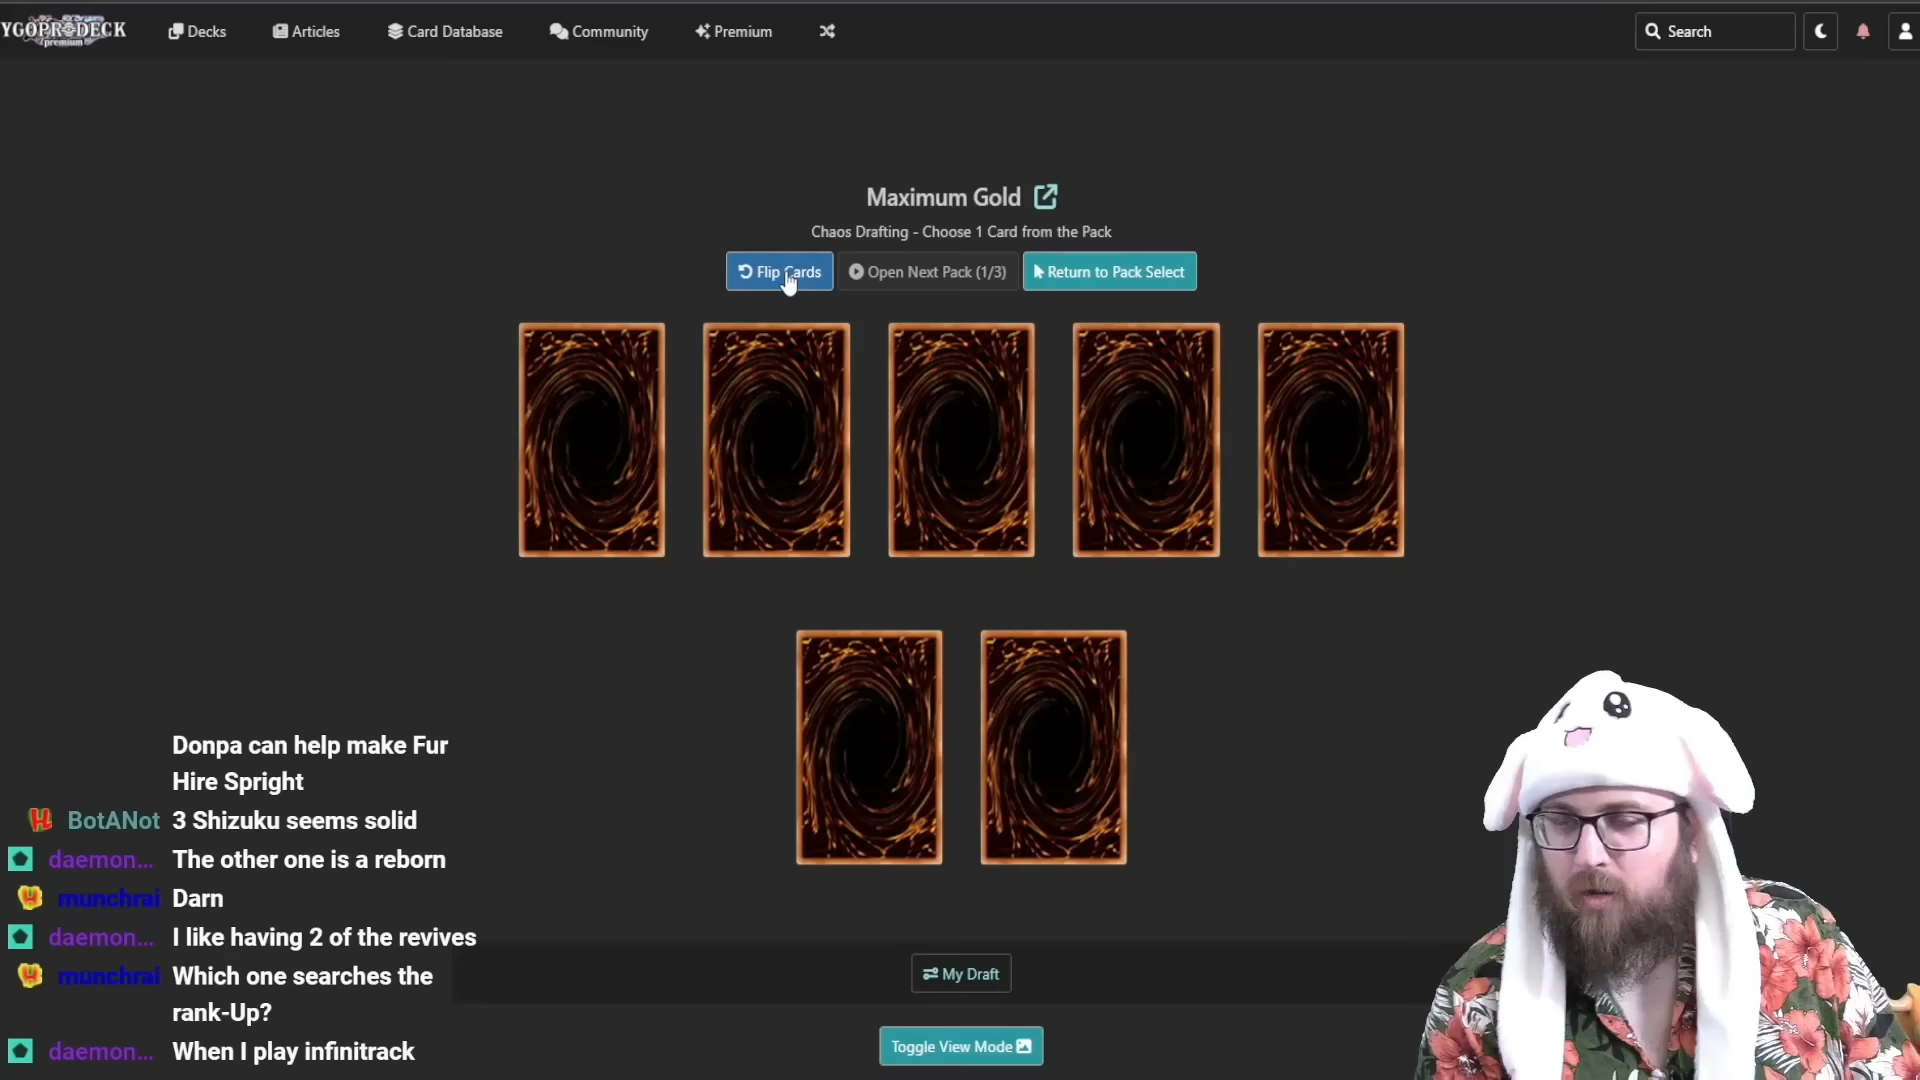 YGOPRODECK
premium
Decks
Articles
Card Database
Community
Premium
Search
Maximum Gold
Chaos Drafting - Choose 1 Card from the Pack
Flip Cards
Open Next Pack (1/3)
Return to Pack Select
Donpa can help make Fur
Hire Spright
BotANot 3 Shizuku seems solid
daemon... The other one is a reborn
munchrai Darn
daemon... I like having 2 of the revives
munchrai Which one searches the
rank-Up?
daemon... When I play infinitrack
My Draft
Toggle View Mode